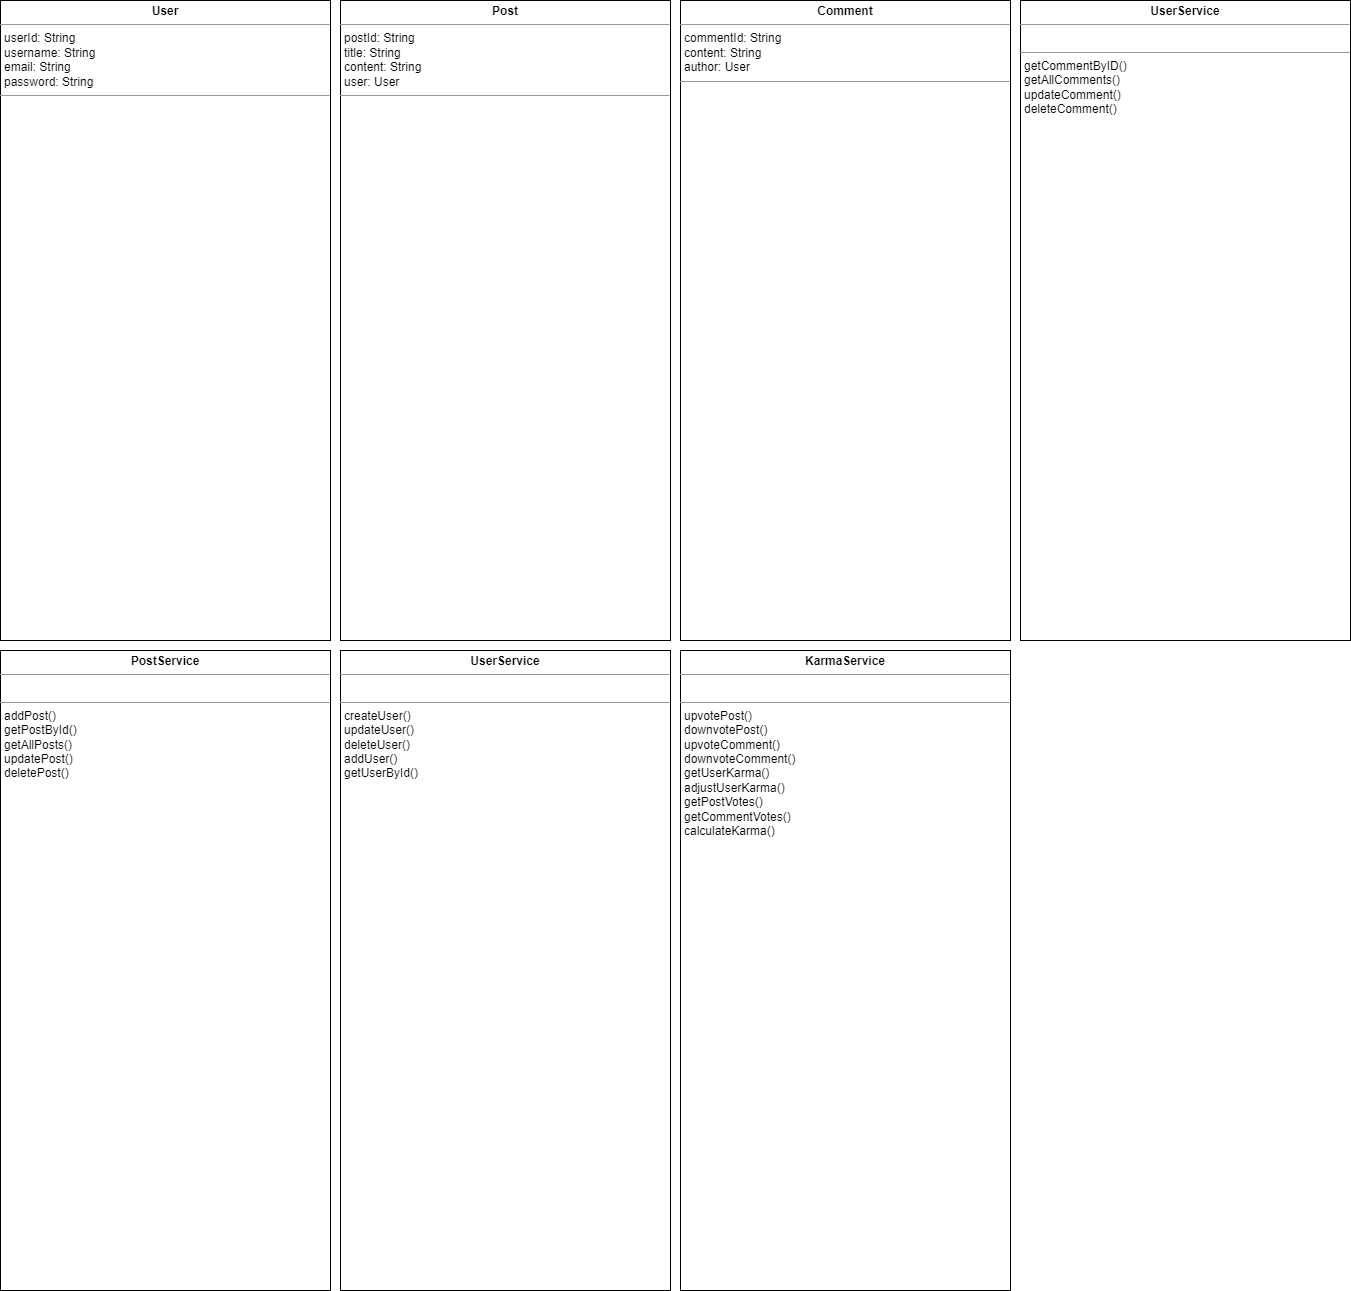 User
userId: String
username: String
email: String
password: String
Post
postId: String
title: String
content: String
user: User
Comment
commentId: String
content: String
author: User
UserService
getCommentByID()
getAllComments()
updateComment()
deleteComment()
PostService
addPost()
getPostById()
getAllPosts()
updatePost()
deletePost()
UserService
createUser()
updateUser()
deleteUser()
addUser()
getUserById()
KarmaService
upvotePost()
downvotePost()
upvoteComment()
downvoteComment()
getUserKarma()
adjustUserKarma()
getPostVotes()
getCommentVotes()
calculateKarma()